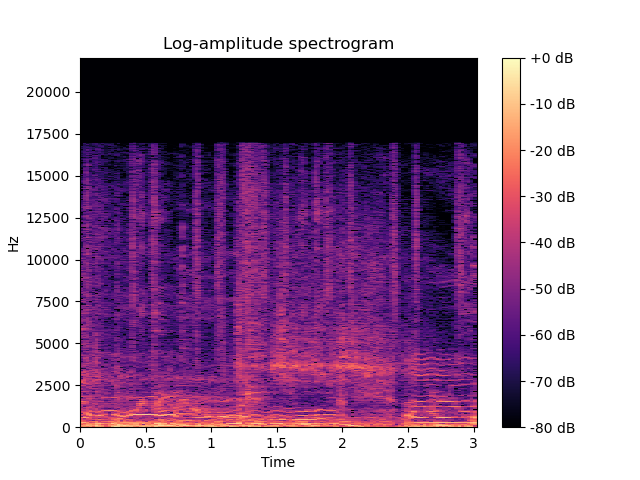 Log-amplitude spectrogram
+0 dB
20000
-10 dB
17500
-20 dB
15000
-30 dB
12500
Hz
-40 dB
10000
-50 dB
7500
-60 dB
5000
2500
-70 dB
0
-80 dB
0 0.5 1 1.5 2 2.5 3
Time